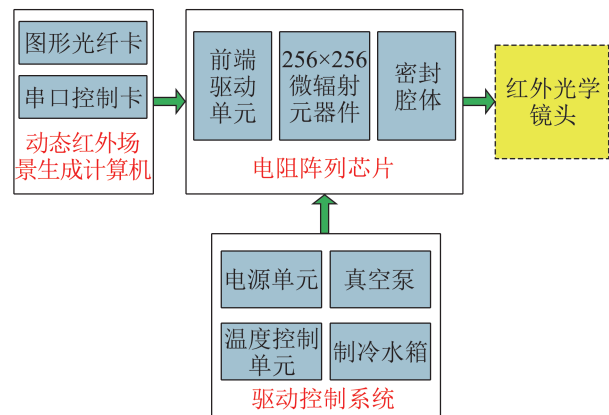 图形光纤卡
串口控制卡
动态红外场
景生成计算机
前端
驱动
单元
256×256
微辐射
元器件
密封
腔体
电阻阵列芯片
红外光学
镜头
电源单元
真空泵
温度控制
单元
制冷水箱
驱动控制系统